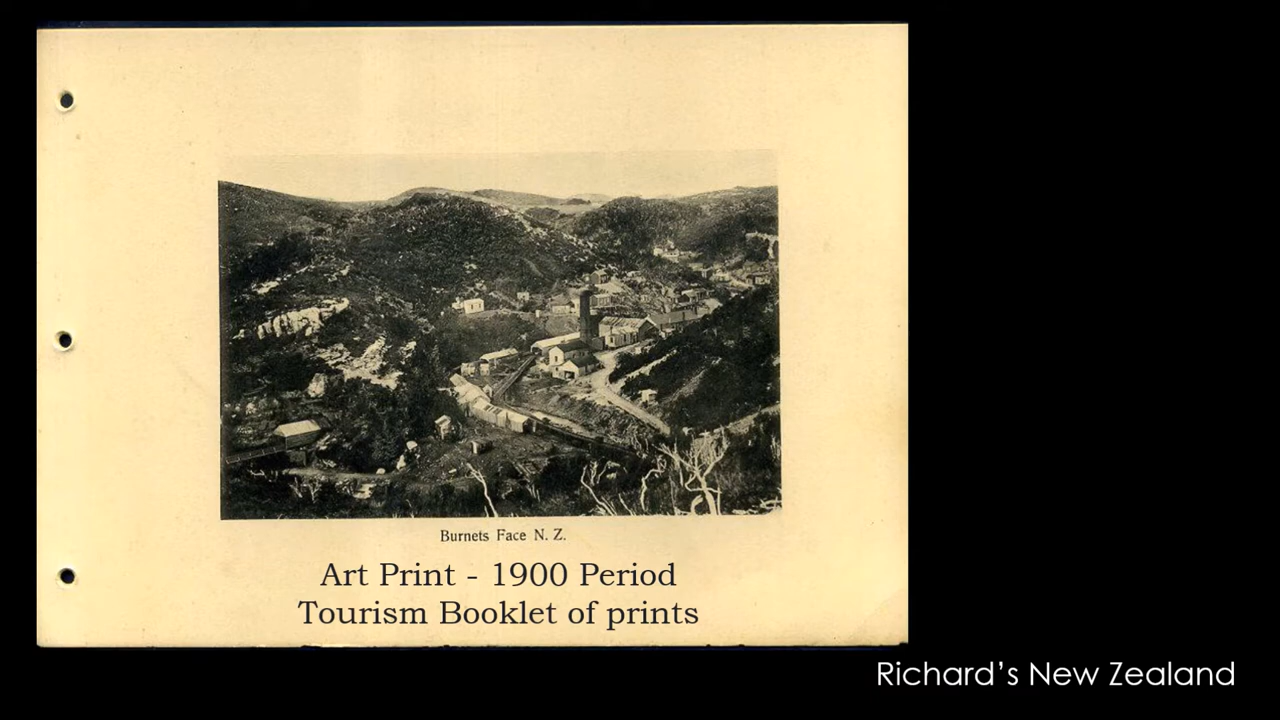 Burnets Face N. Z.
Art Print - 1900 Period
Tourism Booklet of prints
Richard's New Zealand